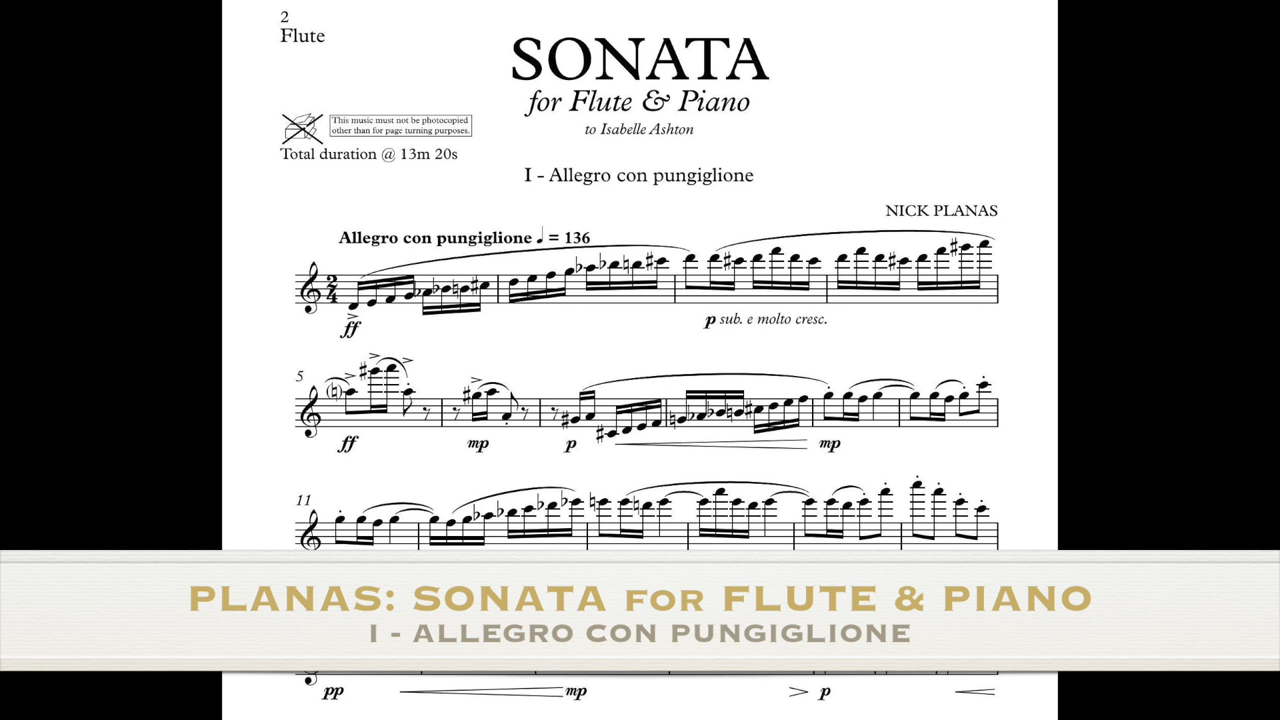 2
Flute
SONATA
for Flute & Piano
to Isabelle Ashton
This music must not be photocopied
other than for page turning purposes.
Total duration @ 13m 20s
I - Allegro con pungiglione
NICK PLANAS
Allegro con pungiglione ♩ = 136
2
4
ff
p sub. e molto cresc.
5
ff
mp
p
mp
11
PLANAS: SONATA FOR FLUTE & PIANO
I - ALLEGRO CON PUNGIGLIONE
pp
mp
p